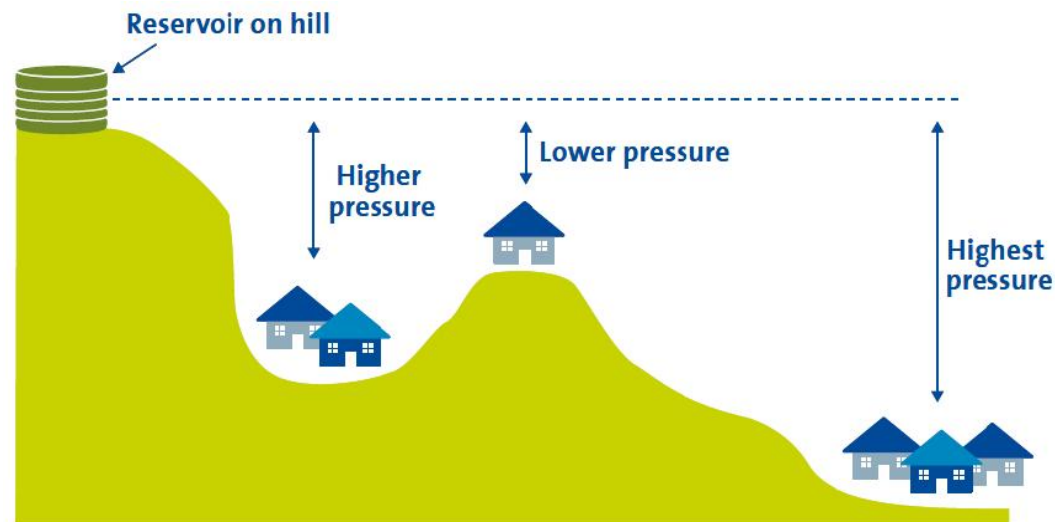 Reservoir on hill
Higher
pressure
Lower pressure
Highest
pressure